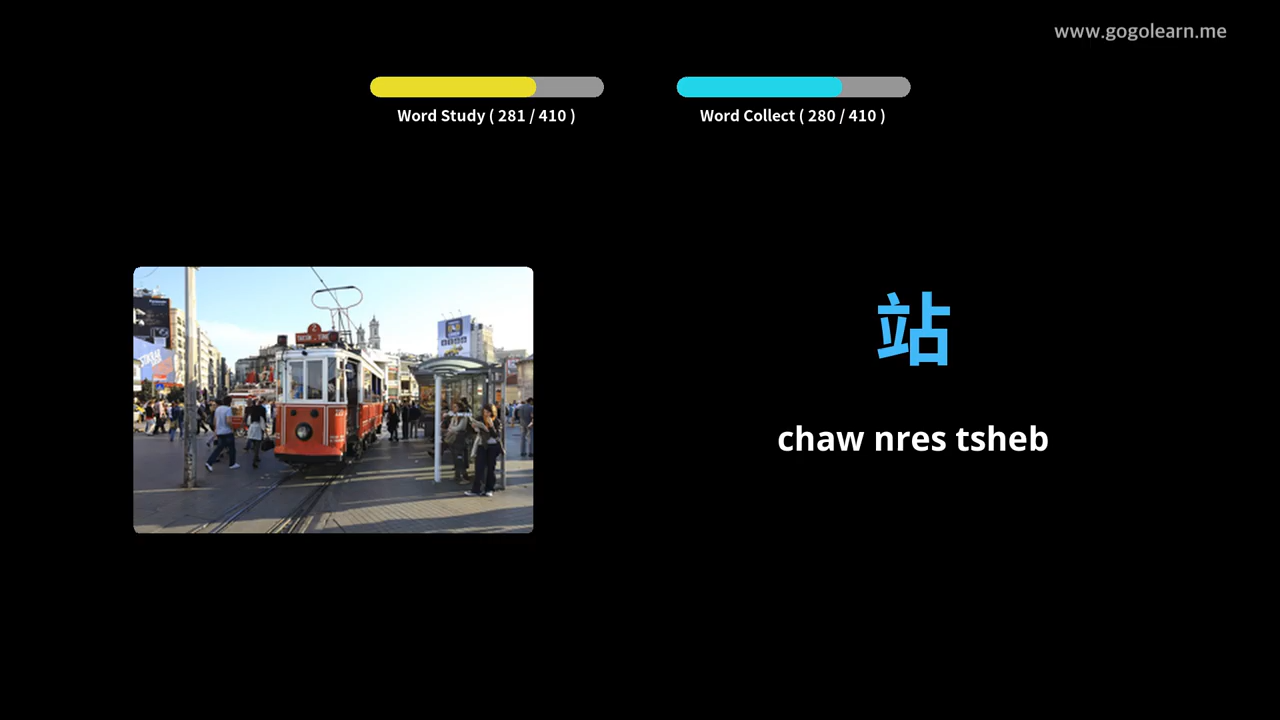 www.gogolearn.me
Word Study ( 281 / 410 )
Word Collect ( 280 / 410 )
站
chaw nres tsheb